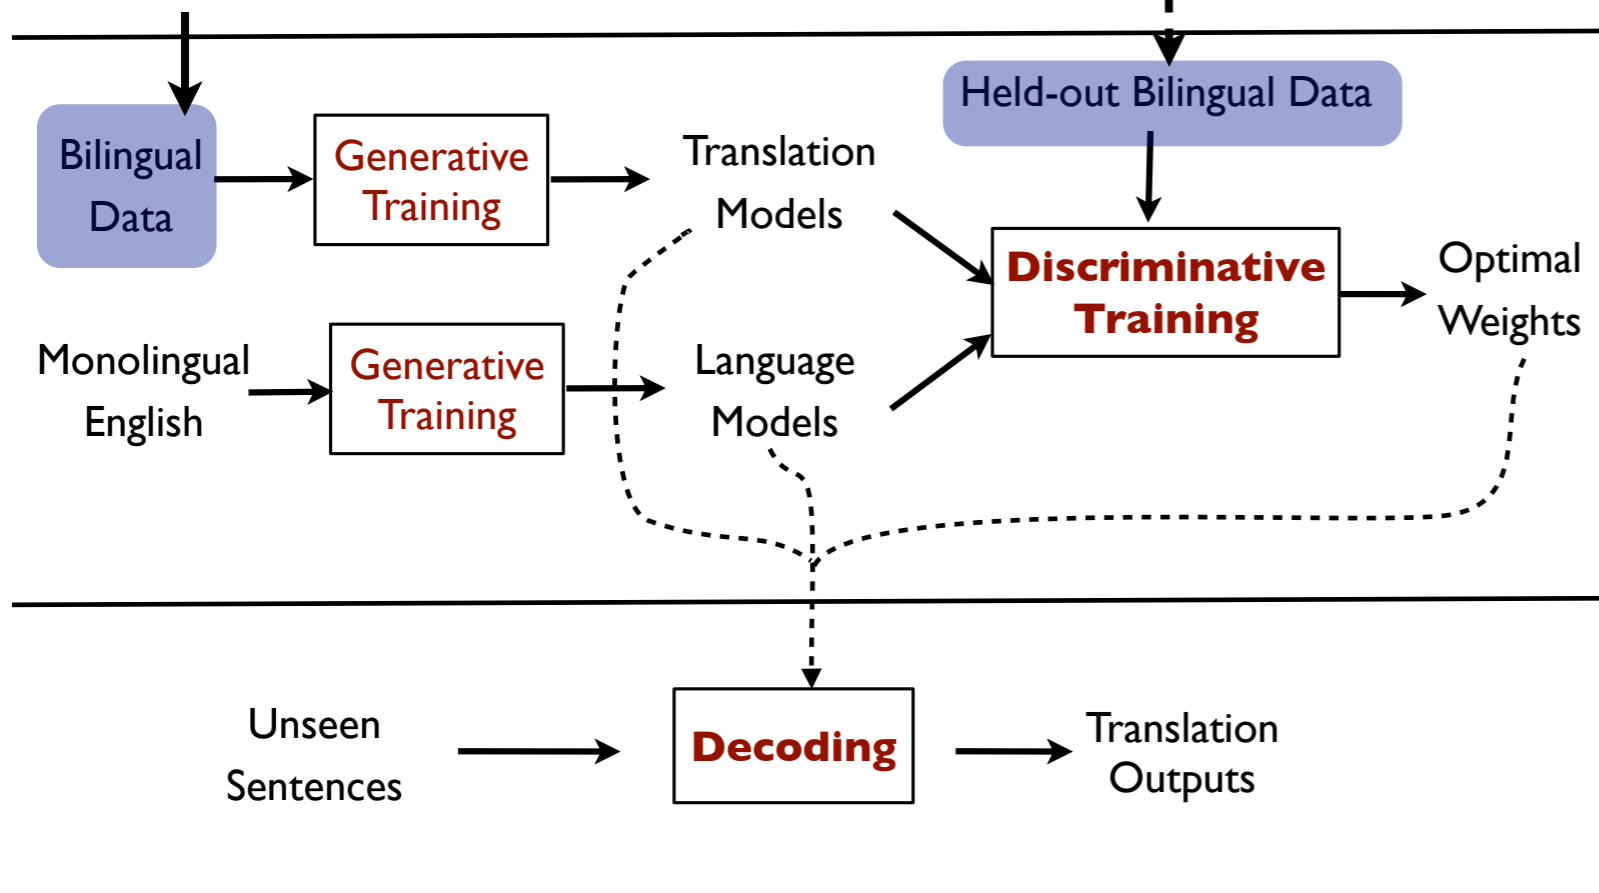 Held-out Bilingual Data
Bilingual
Data
Generative
Training
Translation
Models
Discriminative
Training
Optimal
Weights
Monolingual
English
Generative
Training
Language
Models
Unseen
Sentences
Decoding
Translation
Outputs